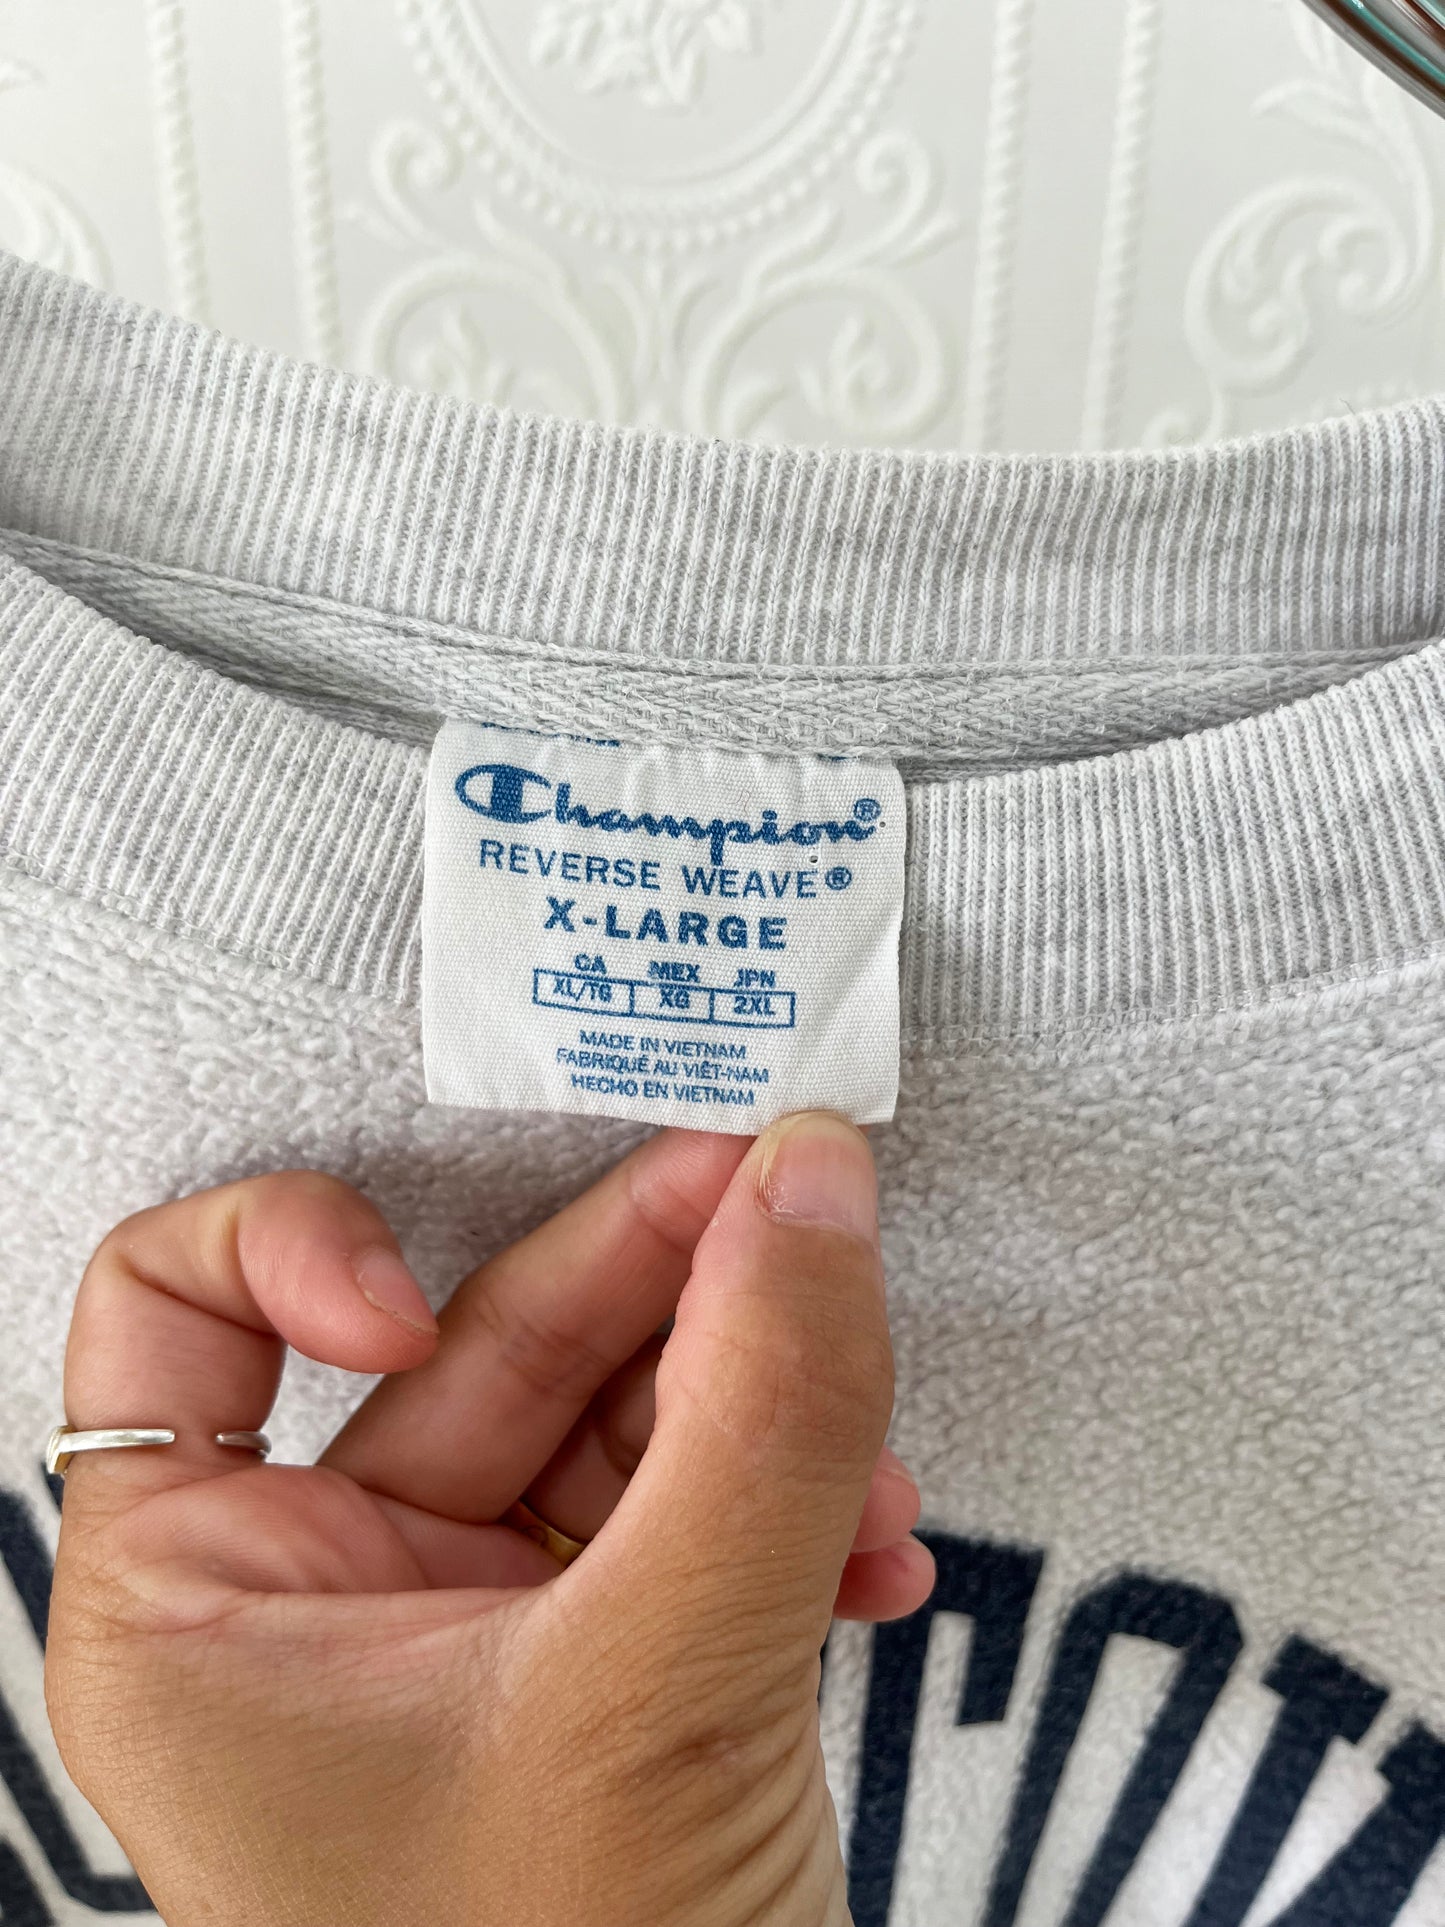 Champion®
REVERSE WEAVE®
X-LARGE
CA MEX JPN
XL/TG XG 2XL
MADE IN VIETNAM
FABRIQUÉ AU VIÊT-NAM
HECHO EN VIETNAM